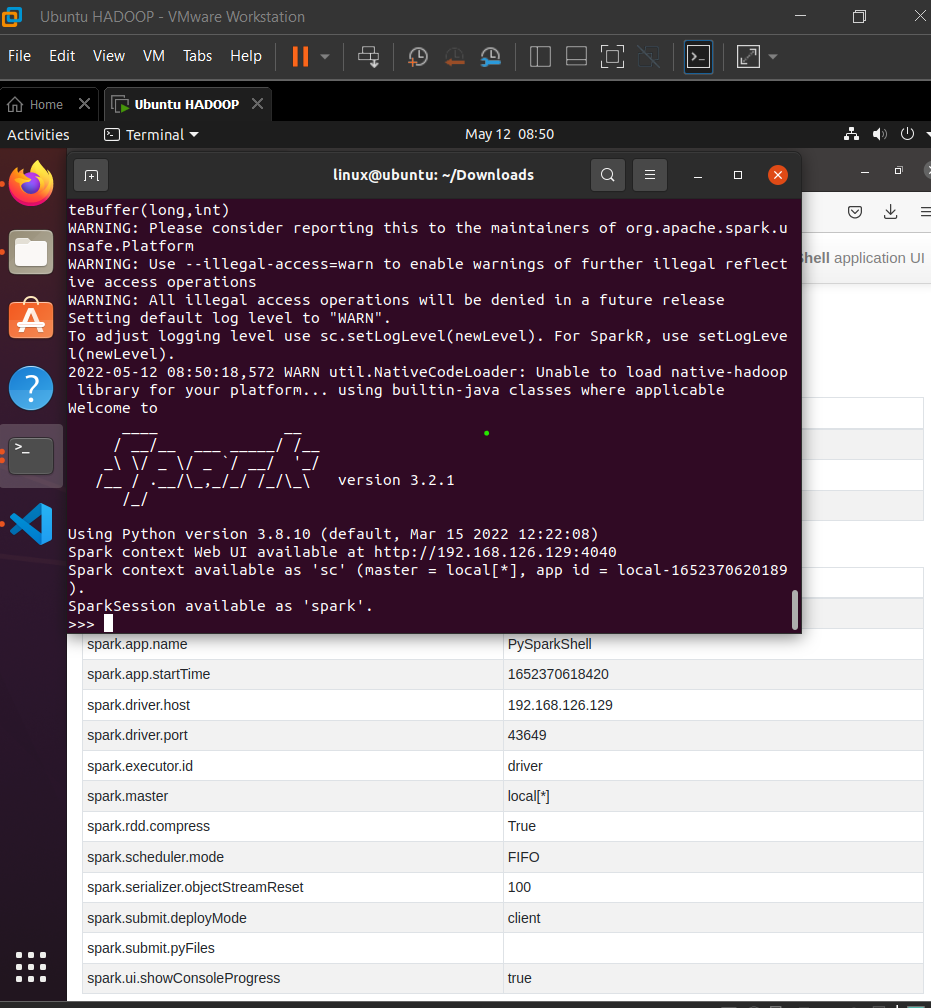 Ubuntu HADOOP - VMware Workstation
File Edit View VM Tabs Help
Home
Ubuntu HADOOP
Activities
Terminal
May 12 08:50
linux@ubuntu: ~/Downloads
teBuffer(long,int)
WARNING: Please consider reporting this to the maintainers of org.apache.spark.u
nsafe.Platform
WARNING: Use --illegal-access=warn to enable warnings of further illegal reflect
ive access operations
WARNING: All illegal access operations will be denied in a future release
Setting default log level to "WARN".
To adjust logging level use sc.setLogLevel(newLevel). For SparkR, use setLogLeve
l(newLevel).
2022-05-12 08:50:18,572 WARN util.NativeCodeLoader: Unable to load native-hadoop
 library for your platform... using builtin-java classes where applicable
Welcome to
version 3.2.1
Using Python version 3.8.10 (default, Mar 15 2022 12:22:08)
Spark context Web UI available at http://192.168.126.129:4040
Spark context available as 'sc' (master = local[*], app id = local-1652370620189
).
SparkSession available as 'spark'.
>>>
application UI
spark.app.name PySparkShell
spark.app.startTime 1652370618420
spark.driver.host 192.168.126.129
spark.driver.port 43649
spark.executor.id driver
spark.master local[*]
spark.rdd.compress True
spark.scheduler.mode FIFO
spark.serializer.objectStreamReset 100
spark.submit.deployMode client
spark.submit.pyFiles
spark.ui.showConsoleProgress true